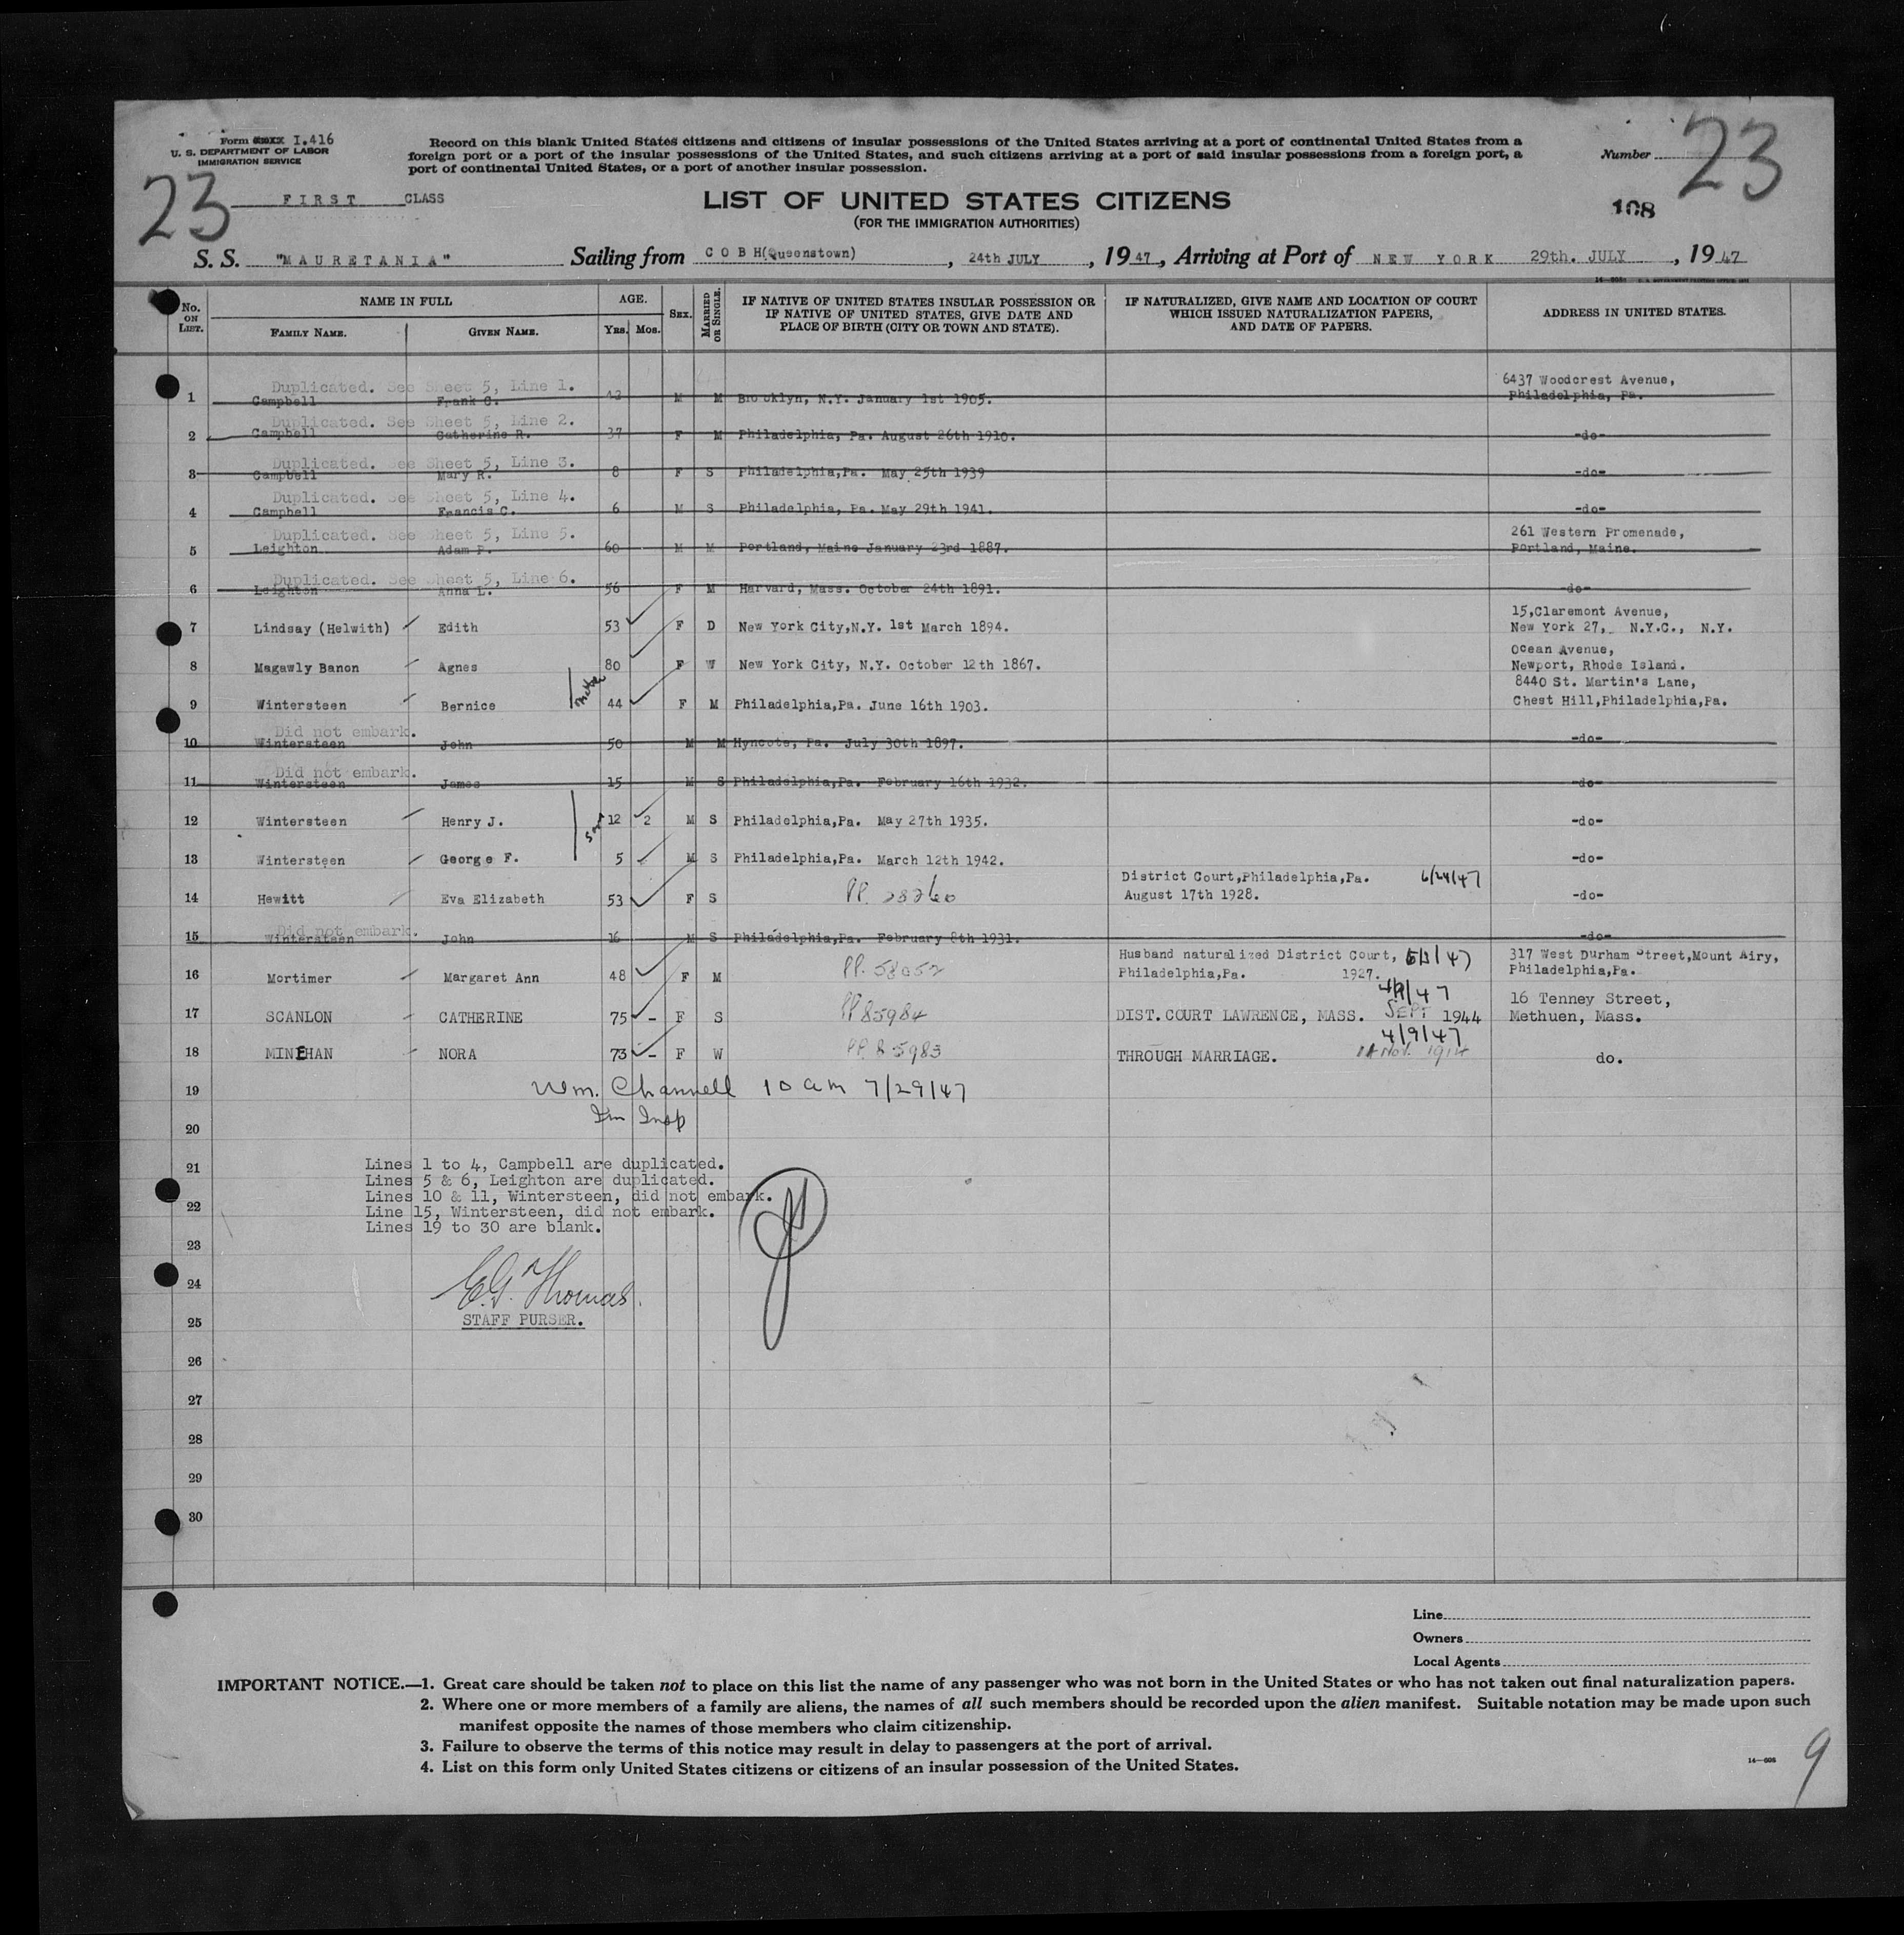 Form I.416
U. S. DEPARTMENT OF LABOR
IMMIGRATION SERVICE
Record on this blank United States citizens and citizens of insular possessions of the United States arriving at a port of continental United States from a
foreign port or a port of the insular possessions of the United States, and such citizens arriving at a port of said insular possessions from a foreign port, a
port of continental United States, or a port of another insular possession.
Number 23
23
FIRST CLASS
LIST OF UNITED STATES CITIZENS
(FOR THE IMMIGRATION AUTHORITIES)
108
S. S. "MAURETANIA" Sailing from COBH(Queenstown), 24th JULY, 1947, Arriving at Port of NEW YORK 29th. JULY, 1947
No. ON LIST. NAME IN FULL FAMILY NAME. GIVEN NAME. AGE. Yrs. Mos. SEX. MARRIED OR SINGLE. IF NATIVE OF UNITED STATES INSULAR POSSESSION OR IF NATIVE OF UNITED STATES, GIVE DATE AND PLACE OF BIRTH (CITY OR TOWN AND STATE). IF NATURALIZED, GIVE NAME AND LOCATION OF COURT WHICH ISSUED NATURALIZATION PAPERS, AND DATE OF PAPERS. ADDRESS IN UNITED STATES.
Duplicated. See Sheet 5, Line 1. 6437 Woodcrest Avenue,
1 Campbell Frank C. 42 M M Brooklyn, N.Y. January 1st 1905. Philadelphia, Pa.
Duplicated. See Sheet 5, Line 2.
2 Campbell Catherine R. 37 F M Philadelphia, Pa. August 26th 1910. -do-
Duplicated. See Sheet 5, Line 3.
3 Campbell Mary R. 8 F S Philadelphia,Pa. May 25th 1939 -do-
Duplicated. See Sheet 5, Line 4.
4 Campbell Francis C. 6 M S Philadelphia, Pa. May 29th 1941. -do-
Duplicated. See Sheet 5, Line 5. 261 Western Promenade,
5 Leighton Adam P. 60 M M Portland, Maine January 23rd 1887. Portland, Maine.
Duplicated. See Sheet 5, Line 6.
6 Leighton Anna L. 56 F M Harvard, Mass. October 24th 1891. -do-
15,Claremont Avenue,
7 Lindsay (Helwith) Edith 53 F D New York City,N.Y. 1st March 1894. New York 27, N.Y.C., N.Y.
Ocean Avenue,
8 Magawly Banon Agnes 80 F W New York City, N.Y. October 12th 1867. Newport, Rhode Island.
8440 St. Martin's Lane,
9 Wintersteen Bernice mother 44 F M Philadelphia,Pa. June 16th 1903. Chest Hill,Philadelphia,Pa.
Did not embark.
10 Wintersteen John 50 M M Hyncote, Pa. July 30th 1897. -do-
Did not embark.
11 Wintersteen James 15 M S Philadelphia,Pa. February 16th 1932. -do-
12 Wintersteen Henry J. sons 12 2 M S Philadelphia,Pa. May 27th 1935. -do-
13 Wintersteen George F. 5 M S Philadelphia,Pa. March 12th 1942. -do-
District Court,Philadelphia,Pa. 6/24/47
14 Hewitt Eva Elizabeth 53 F S PP. 28260 August 17th 1928. -do-
Did not embark.
15 Wintersteen John 16 M S Philadelphia,Pa. February 8th 1931. -do-
Husband naturalized District Court, 317 West Durham Street,Mount Airy,
16 Mortimer Margaret Ann 48 F M PP. 58052 Philadelphia,Pa. 1927. Philadelphia,Pa.
4/9/47 16 Tenney Street,
17 SCANLON CATHERINE 75 - F S PP 85984 DIST.COURT LAWRENCE, MASS. SEPT 1944 Methuen, Mass.
4/9/47
18 MINEHAN NORA 73 - F W PP. 85983 THROUGH MARRIAGE. 14 Nov. 1914 do.
19 Wm. Channell 10 am 7/29/47
Im Insp
20
21 Lines 1 to 4, Campbell are duplicated.
Lines 5 & 6, Leighton are duplicated.
Lines 10 & 11, Wintersteen, did not embark.
22 Line 15, Wintersteen, did not embark.
Lines 19 to 30 are blank.
23
24 E.G. Thomas.
25 STAFF PURSER.
26
27
28
29
30
Line
Owners
Local Agents
IMPORTANT NOTICE.—1. Great care should be taken not to place on this list the name of any passenger who was not born in the United States or who has not taken out final naturalization papers.
2. Where one or more members of a family are aliens, the names of all such members should be recorded upon the alien manifest. Suitable notation may be made upon such
manifest opposite the names of those members who claim citizenship.
3. Failure to observe the terms of this notice may result in delay to passengers at the port of arrival.
4. List on this form only United States citizens or citizens of an insular possession of the United States.
9